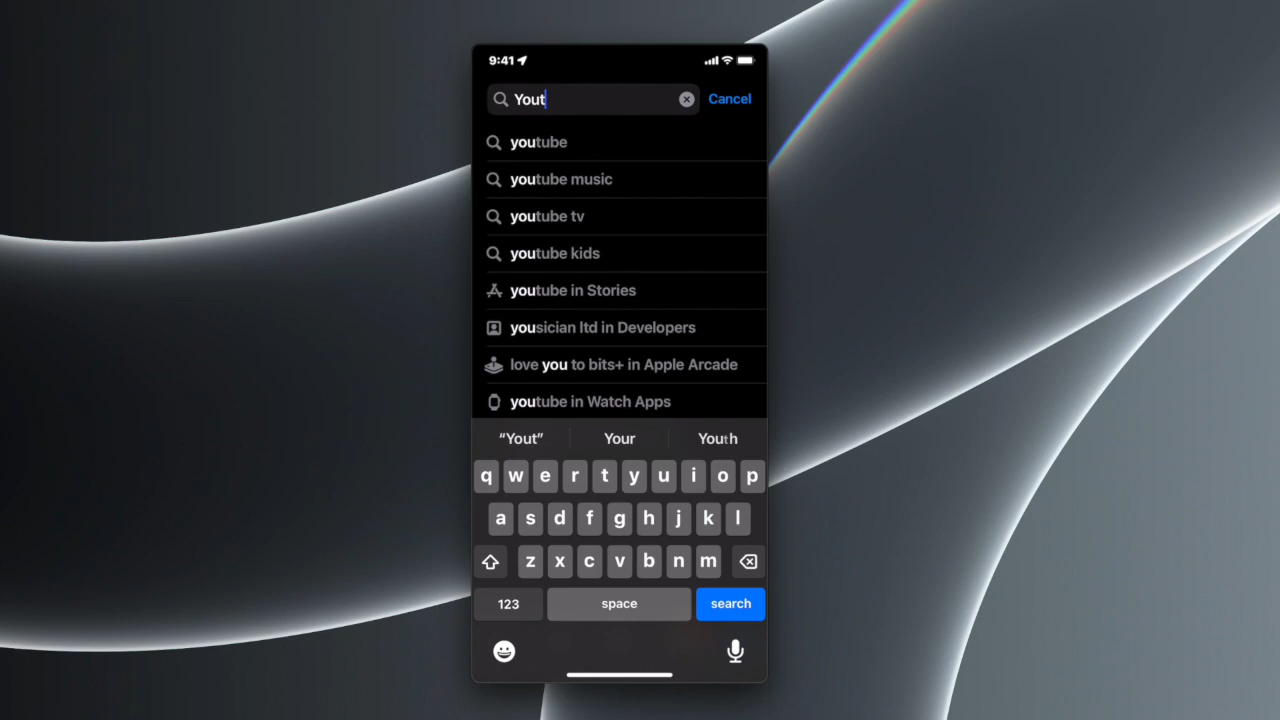 9:41
Yout
Cancel
youtube
youtube music
youtube tv
youtube kids
youtube in Stories
yousician ltd in Developers
love you to bits+ in Apple Arcade
youtube in Watch Apps
“Yout” Your Youth
q w e r t y u i o p
a s d f g h j k l
z x c v b n m
123 space search